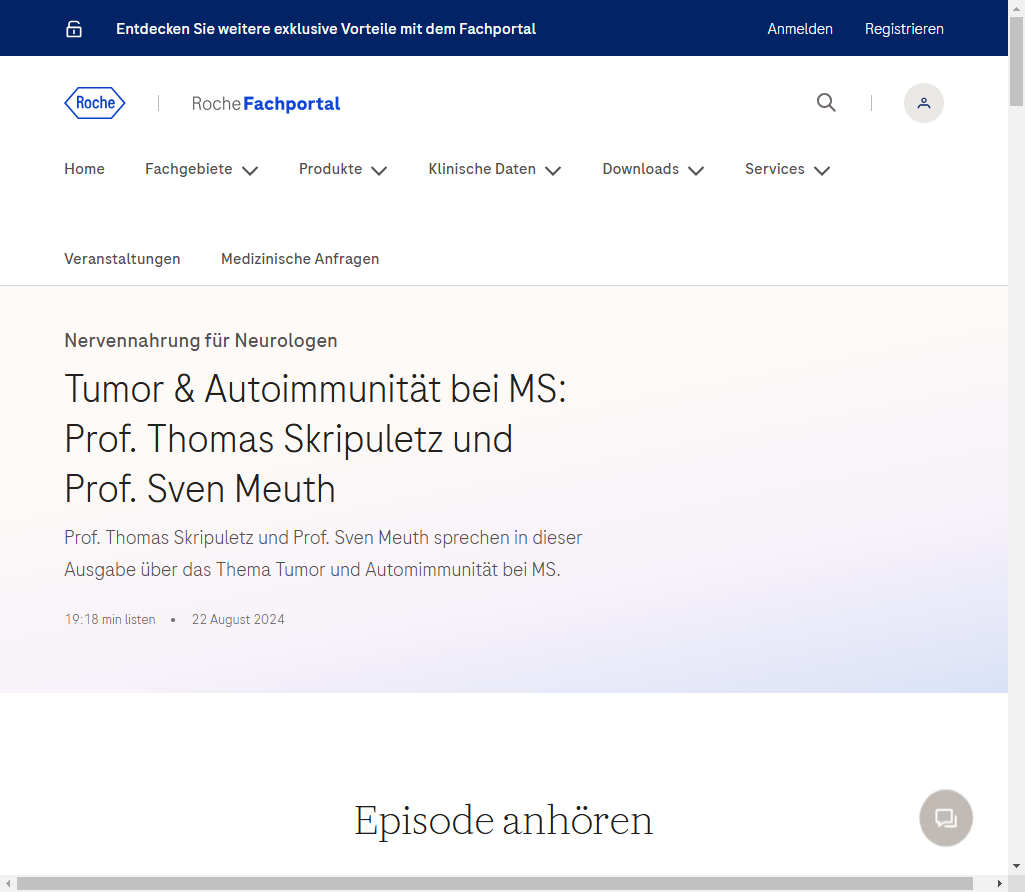 Entdecken Sie weitere exklusive Vorteile mit dem Fachportal
Anmelden
Registrieren
Roche
Roche Fachportal
Home
Fachgebiete
Produkte
Klinische Daten
Downloads
Services
Veranstaltungen
Medizinische Anfragen
Nervennahrung für Neurologen
Tumor & Autoimmunität bei MS:
Prof. Thomas Skripuletz und
Prof. Sven Meuth
Prof. Thomas Skripuletz und Prof. Sven Meuth sprechen in dieser
Ausgabe über das Thema Tumor und Automimmunität bei MS.
19:18 min listen • 22 August 2024
Episode anhören